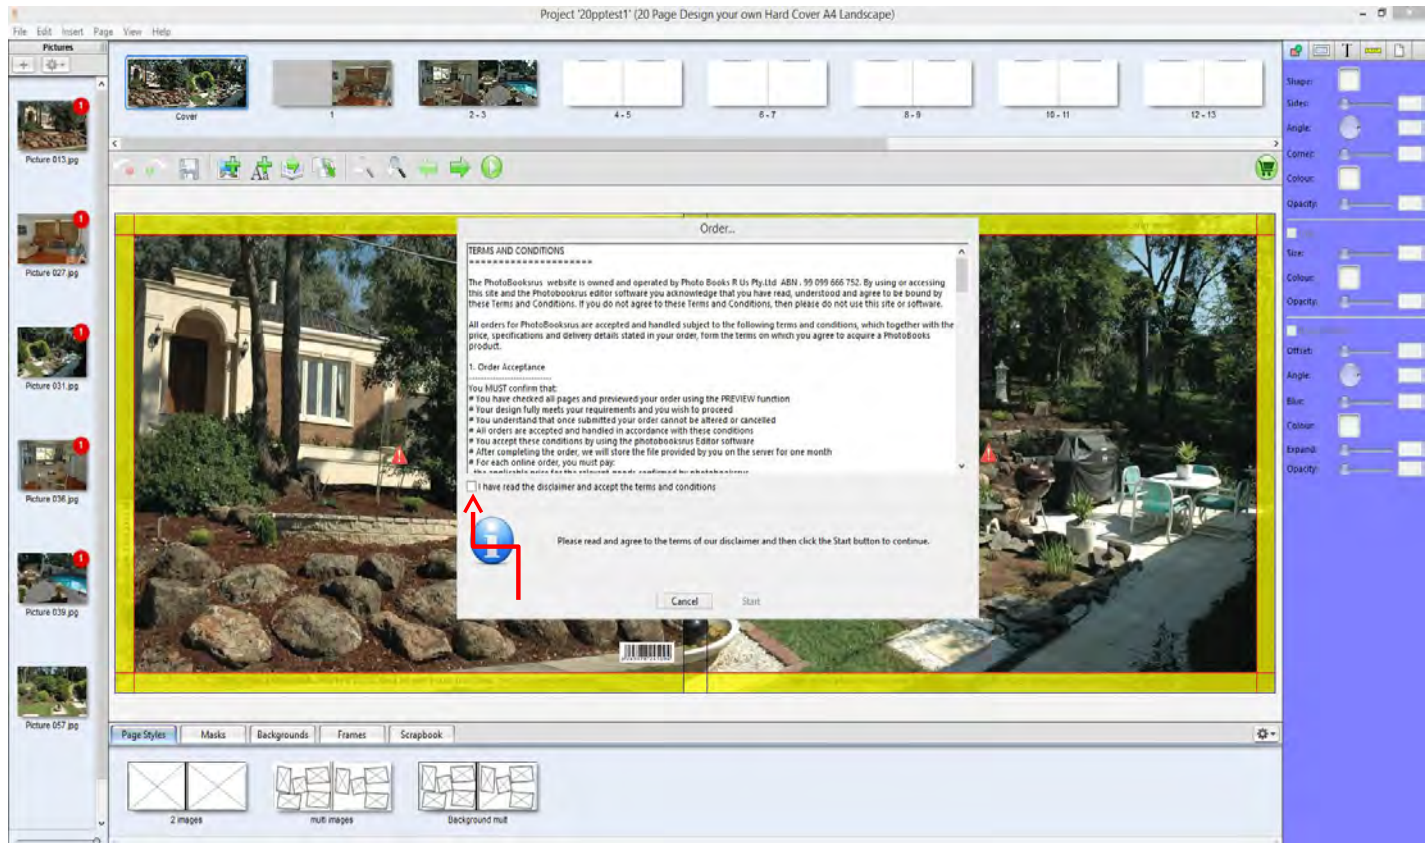 Project '20pptest1' (20 Page Design your own Hard Cover A4 Landscape)
File Edit Insert Page View Help
Pictures
Cover
1
2 - 3
4 - 5
6 - 7
8 - 9
10 - 11
12 - 13
Picture 013.jpg
Picture 027.jpg
Picture 031.jpg
Picture 036.jpg
Picture 039.jpg
Picture 057.jpg
Order...
TERMS AND CONDITIONS
=====================
The PhotoBooksrus website is owned and operated by Photo Books R Us Pty.Ltd ABN . 99 099 666 752. By using or accessing
this site and the Photobookrus editor software you acknowledge that you have read, understood and agree to be bound by
these Terms and Conditions. If you do not agree to these Terms and Conditions, then please do not use this site or software.
All orders for PhotoBooksrus are accepted and handled subject to the following terms and conditions, which together with the
price, specifications and delivery details stated in your order, form the terms on which you agree to acquire a PhotoBooks
product.
1. Order Acceptance
You MUST confirm that:
# You have checked all pages and previewed your order using the PREVIEW function
# Your design fully meets your requirements and you wish to proceed
# You understand that once submitted your order cannot be altered or cancelled
# All orders are accepted and handled in accordance with these conditions
# You accept these conditions by using the photobooksrus Editor software
# After completing the order, we will store the file provided by you on the server for one month
# For each online order, you must pay:
- the applicable price for the relevant goods confirmed by photobooksrus
I have read the disclaimer and accept the terms and conditions
Please read and agree to the terms of our disclaimer and then click the Start button to continue.
Cancel
Start
Shape:
Sides:
Angle:
Corner:
Colour:
Opacity:
Size:
Colour:
Opacity:
Offset:
Angle:
Blur:
Colour:
Expand:
Opacity:
Page Styles
Masks
Backgrounds
Frames
Scrapbook
2 images
multi images
Background mult